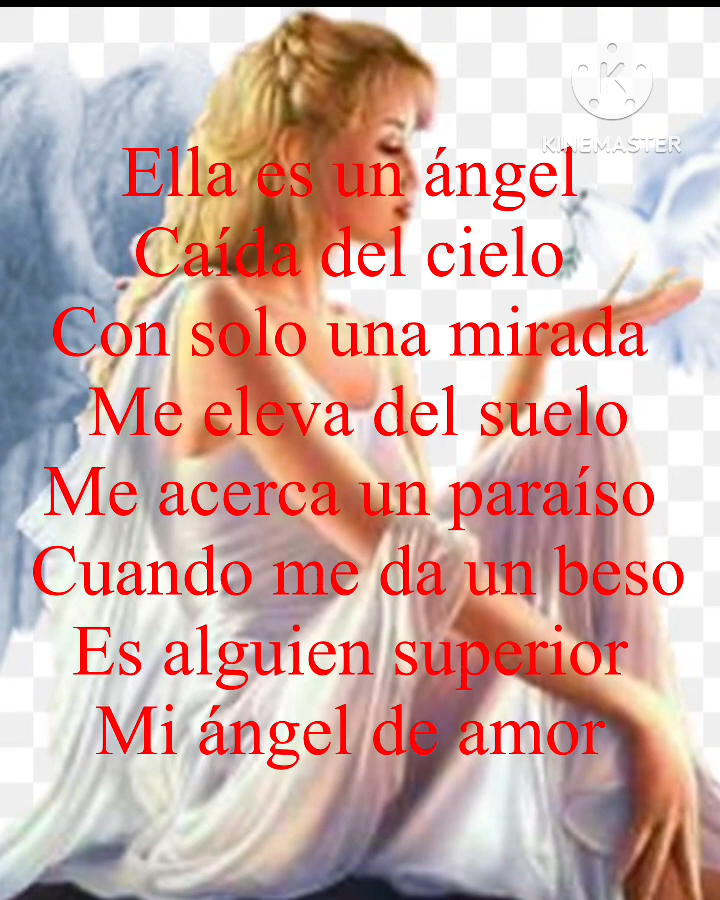 KINEMASTER
Ella es un ángel
Caída del cielo
Con solo una mirada
Me eleva del suelo
Me acerca un paraíso
Cuando me da un beso
Es alguien superior
Mi ángel de amor